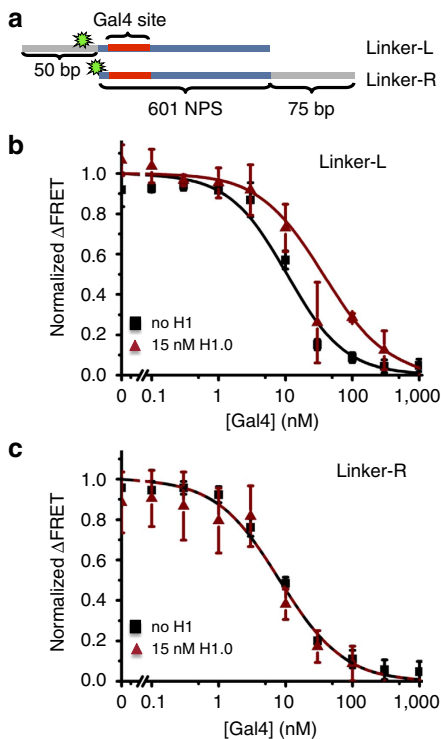 a
Gal4 site
Linker-L
50 bp
Linker-R
601 NPS
75 bp
b
Linker-L
Normalized ΔFRET
1.0
0.8
0.6
0.4
0.2
0.0
no H1
15 nM H1.0
0 0.1 1 10 100 1,000
[Gal4] (nM)
c
Linker-R
Normalized ΔFRET
1.0
0.8
0.6
0.4
0.2
0.0
no H1
15 nM H1.0
0 0.1 1 10 100 1,000
[Gal4] (nM)